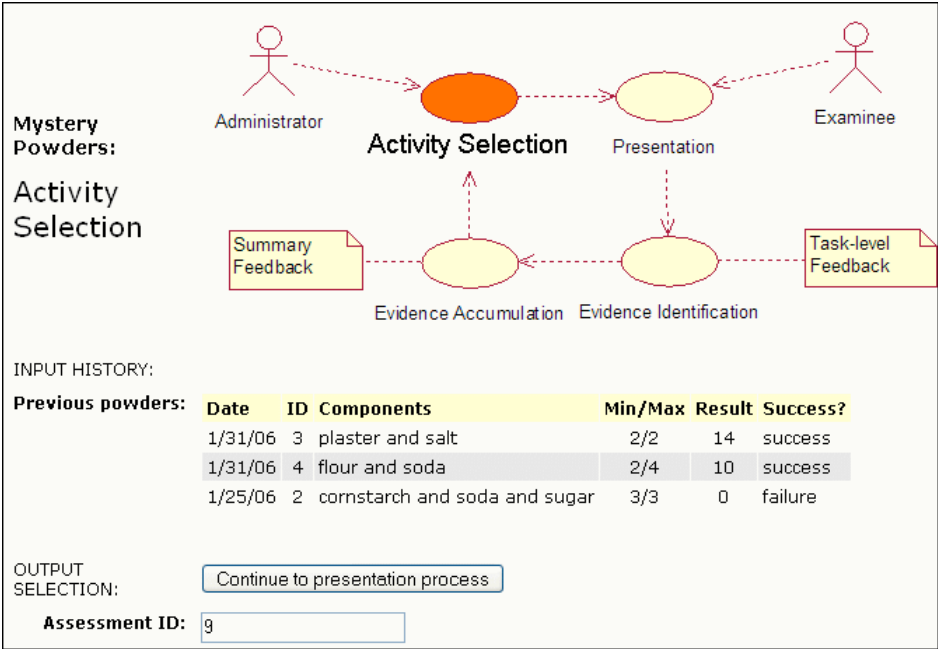 Mystery
Powders:
Activity
Selection
Administrator
Activity Selection
Presentation
Examinee
Summary
Feedback
Task-level
Feedback
Evidence Accumulation
Evidence Identification
INPUT HISTORY:
Previous powders:
Date ID Components Min/Max Result Success?
1/31/06 3 plaster and salt 2/2 14 success
1/31/06 4 flour and soda 2/4 10 success
1/25/06 2 cornstarch and soda and sugar 3/3 0 failure
OUTPUT
SELECTION:
Continue to presentation process
Assessment ID: 9